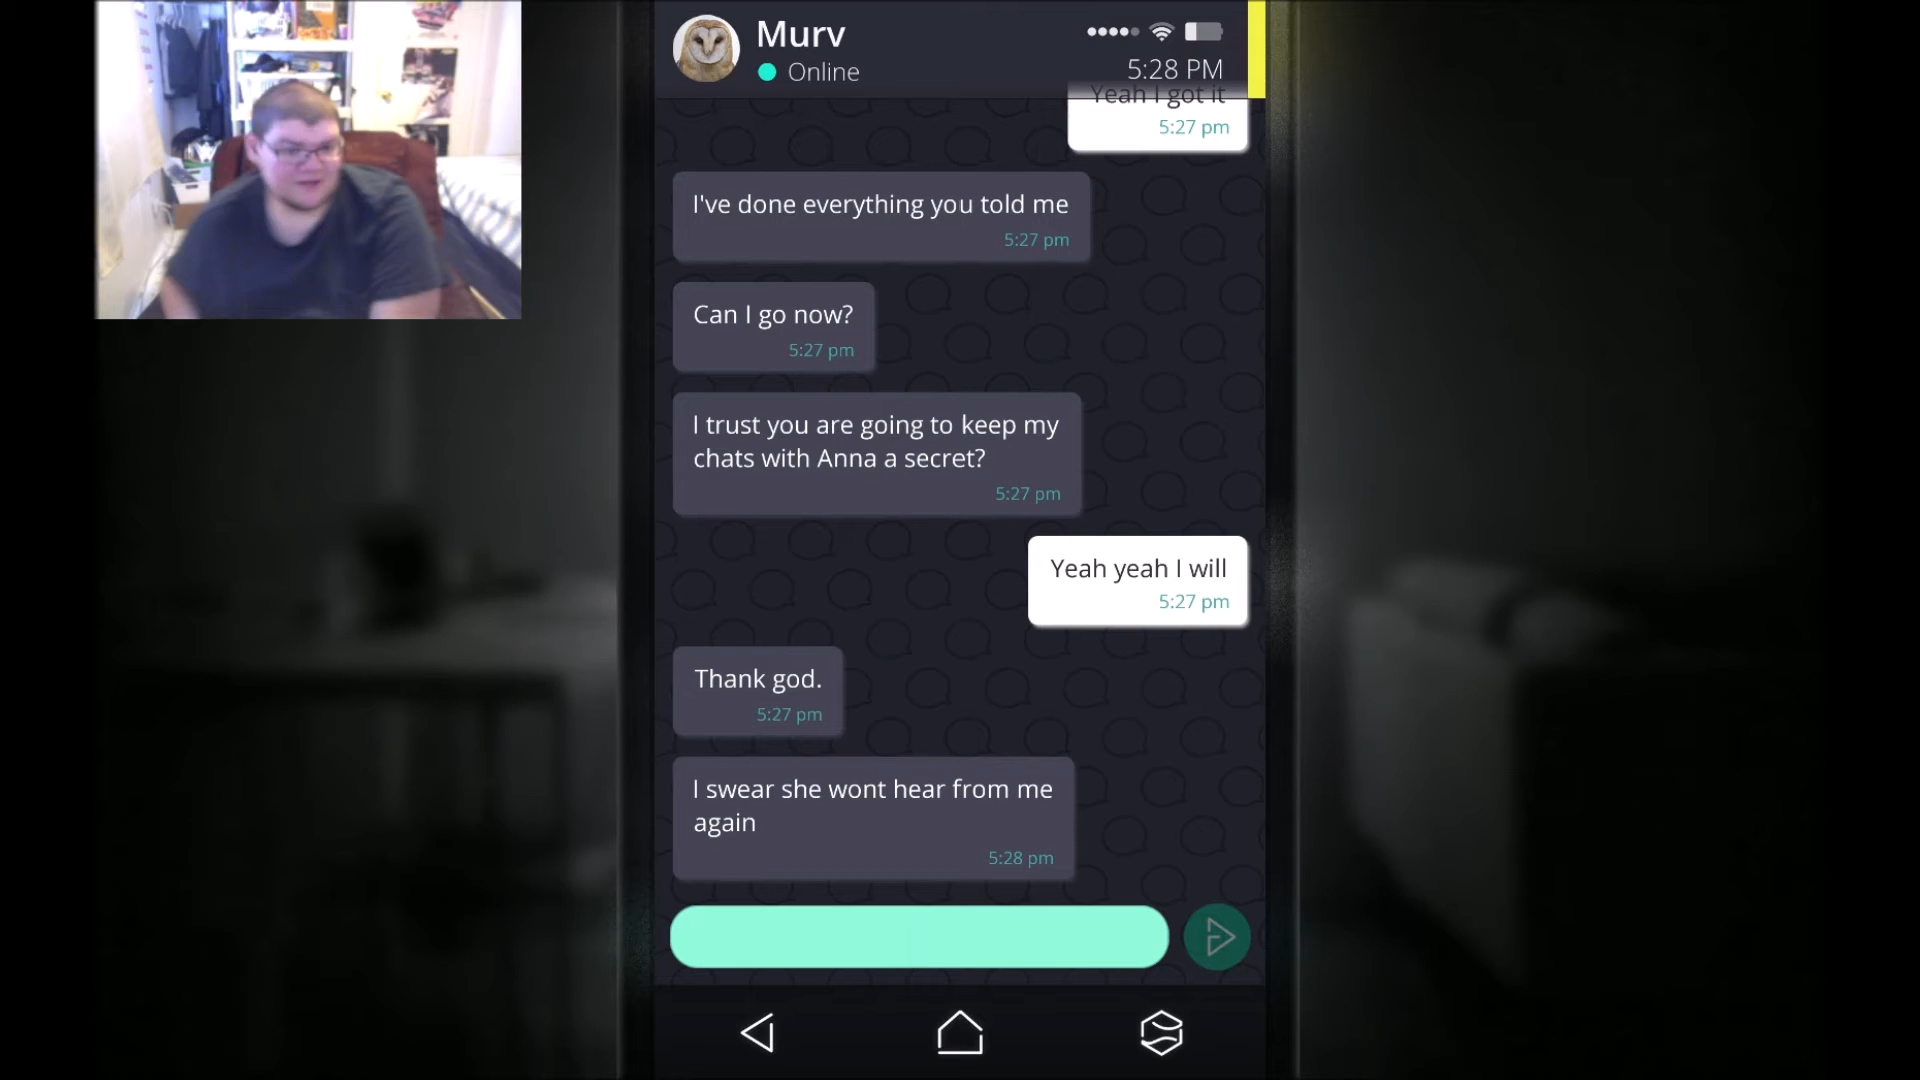 Murv
Online
5:28 PM
Yeah I got it
5:27 pm
I've done everything you told me
5:27 pm
Can I go now?
5:27 pm
I trust you are going to keep my
chats with Anna a secret?
5:27 pm
Yeah yeah I will
5:27 pm
Thank god.
5:27 pm
I swear she wont hear from me
again
5:28 pm